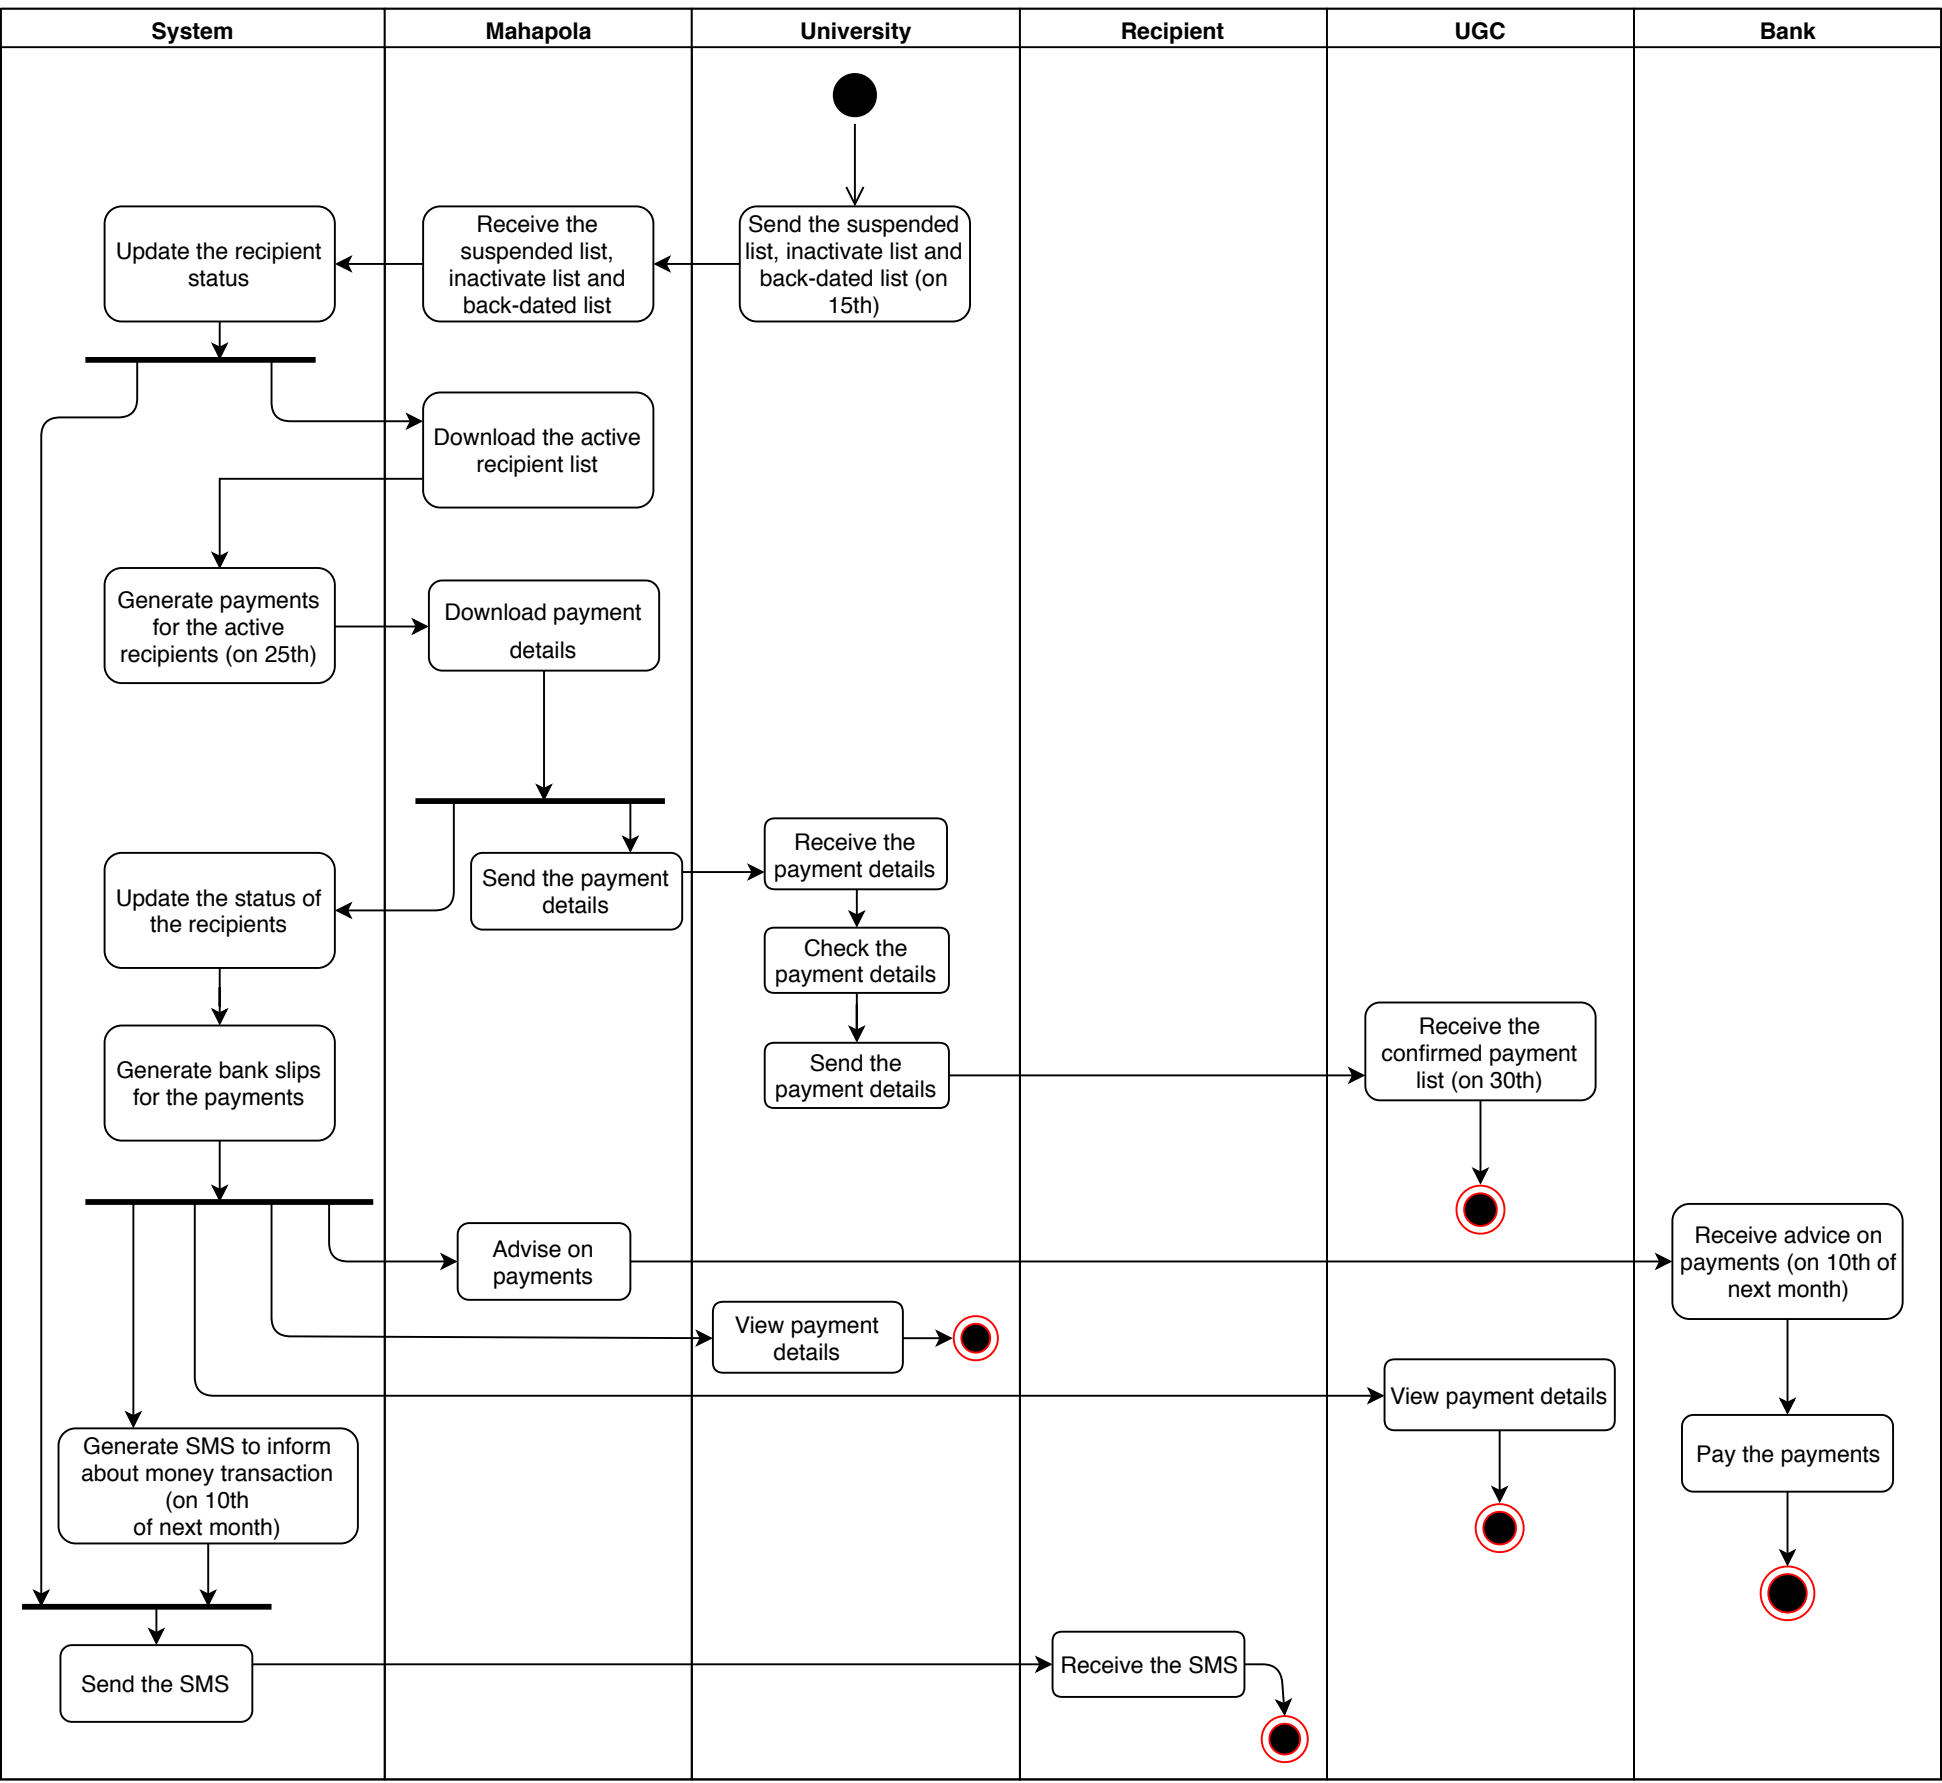 System
Mahapola
University
Recipient
UGC
Bank
Update the recipient
status
Receive the
suspended list,
inactivate list and
back-dated list
Send the suspended
list, inactivate list and
back-dated list (on
15th)
Download the active
recipient list
Generate payments
for the active
recipients (on 25th)
Download payment
details
Update the status of
the recipients
Send the payment
details
Receive the
payment details
Check the
payment details
Send the
payment details
Receive the
confirmed payment
list (on 30th)
Generate bank slips
for the payments
Advise on
payments
Receive advice on
payments (on 10th of
next month)
View payment
details
View payment details
Pay the payments
Generate SMS to inform
about money transaction
(on 10th
of next month)
Send the SMS
Receive the SMS